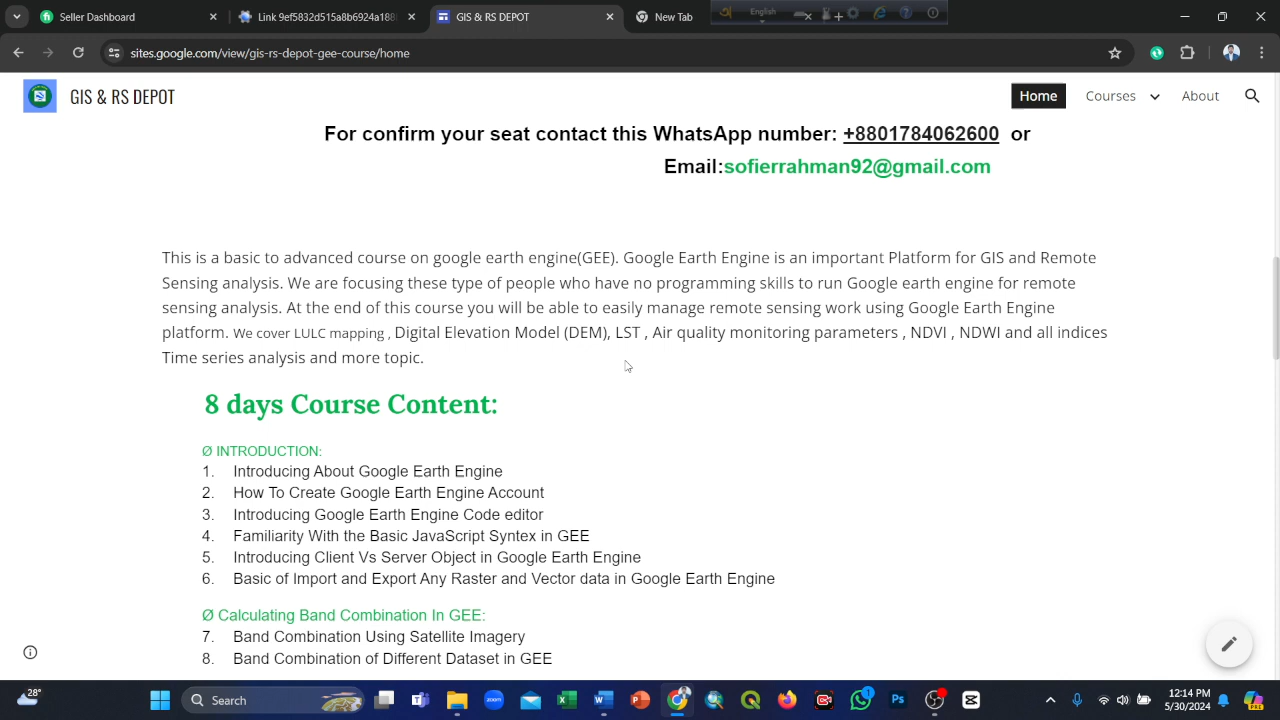 Seller Dashboard
Link 9ef5832d515a8b6924a188
GIS & RS DEPOT
New Tab
English
sites.google.com/view/gis-rs-depot-gee-course/home
GIS & RS DEPOT
Home
Courses
About
For confirm your seat contact this WhatsApp number: +8801784062600 or
Email:sofierrahman92@gmail.com
This is a basic to advanced course on google earth engine(GEE). Google Earth Engine is an important Platform for GIS and Remote
Sensing analysis. We are focusing these type of people who have no programming skills to run Google earth engine for remote
sensing analysis. At the end of this course you will be able to easily manage remote sensing work using Google Earth Engine
platform. We cover LULC mapping , Digital Elevation Model (DEM), LST , Air quality monitoring parameters , NDVI , NDWI and all indices
Time series analysis and more topic.
8 days Course Content:
Ø INTRODUCTION:
1. Introducing About Google Earth Engine
2. How To Create Google Earth Engine Account
3. Introducing Google Earth Engine Code editor
4. Familiarity With the Basic JavaScript Syntex in GEE
5. Introducing Client Vs Server Object in Google Earth Engine
6. Basic of Import and Export Any Raster and Vector data in Google Earth Engine
Ø Calculating Band Combination In GEE:
7. Band Combination Using Satellite Imagery
8. Band Combination of Different Dataset in GEE
28°
Search
12:14 PM
5/30/2024